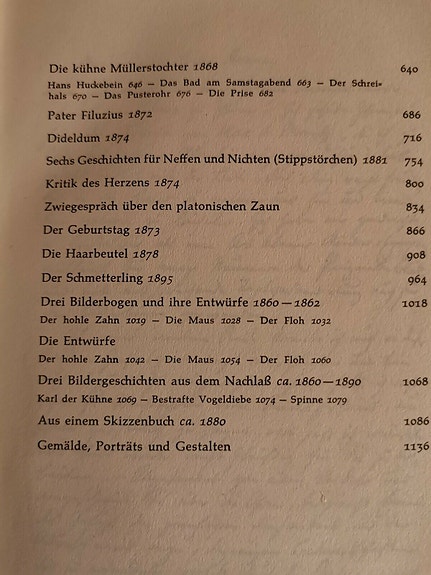 Die kühne Müllerstochter 1868 640
Hans Huckebein 646 — Das Bad am Samstagabend 663 — Der Schrei=
hals 670 — Das Pusterohr 676 — Die Prise 682
Pater Filuzius 1872 686
Dideldum 1874 716
Sechs Geschichten für Neffen und Nichten (Stippstörchen) 1881 754
Kritik des Herzens 1874 800
Zwiegespräch über den platonischen Zaun 834
Der Geburtstag 1873 866
Die Haarbeutel 1878 908
Der Schmetterling 1895 964
Drei Bilderbogen und ihre Entwürfe 1860—1862 1018
Der hohle Zahn 1019 — Die Maus 1028 — Der Floh 1032
Die Entwürfe
Der hohle Zahn 1042 — Die Maus 1054 — Der Floh 1060
Drei Bildergeschichten aus dem Nachlaß ca. 1860—1890 1068
Karl der Kühne 1069 — Bestrafte Vogeldiebe 1074 — Spinne 1079
Aus einem Skizzenbuch ca. 1880 1086
Gemälde, Porträts und Gestalten 1136